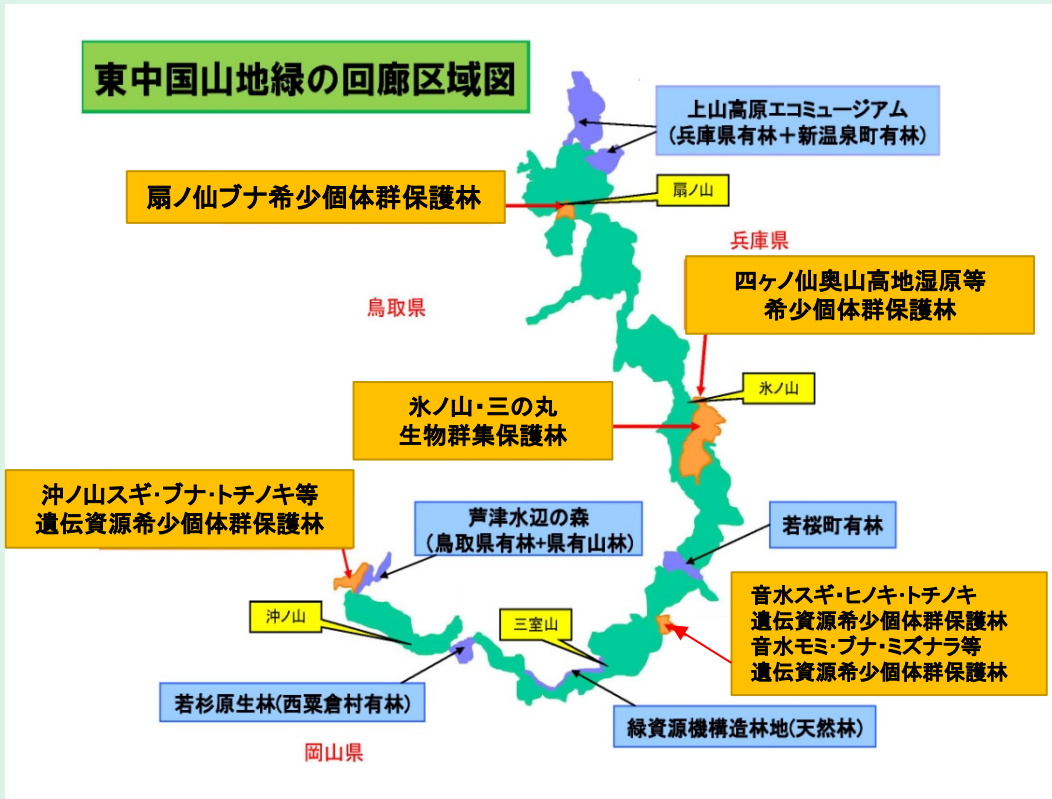 東中国山地緑の回廊区域図
上山高原エコミュージアム
(兵庫県有林+新温泉町有林)
扇ノ仙ブナ希少個体群保護林
扇ノ山
兵庫県
四ヶノ仙奥山高地湿原等
希少個体群保護林
鳥取県
氷ノ山
氷ノ山・三の丸
生物群集保護林
沖ノ山スギ・ブナ・トチノキ等
遺伝資源希少個体群保護林
芦津水辺の森
(鳥取県有林+県有山林)
若桜町有林
音水スギ・ヒノキ・トチノキ
遺伝資源希少個体群保護林
音水モミ・ブナ・ミズナラ等
遺伝資源希少個体群保護林
沖ノ山
三室山
若杉原生林(西粟倉村有林)
緑資源機構造林地(天然林)
岡山県